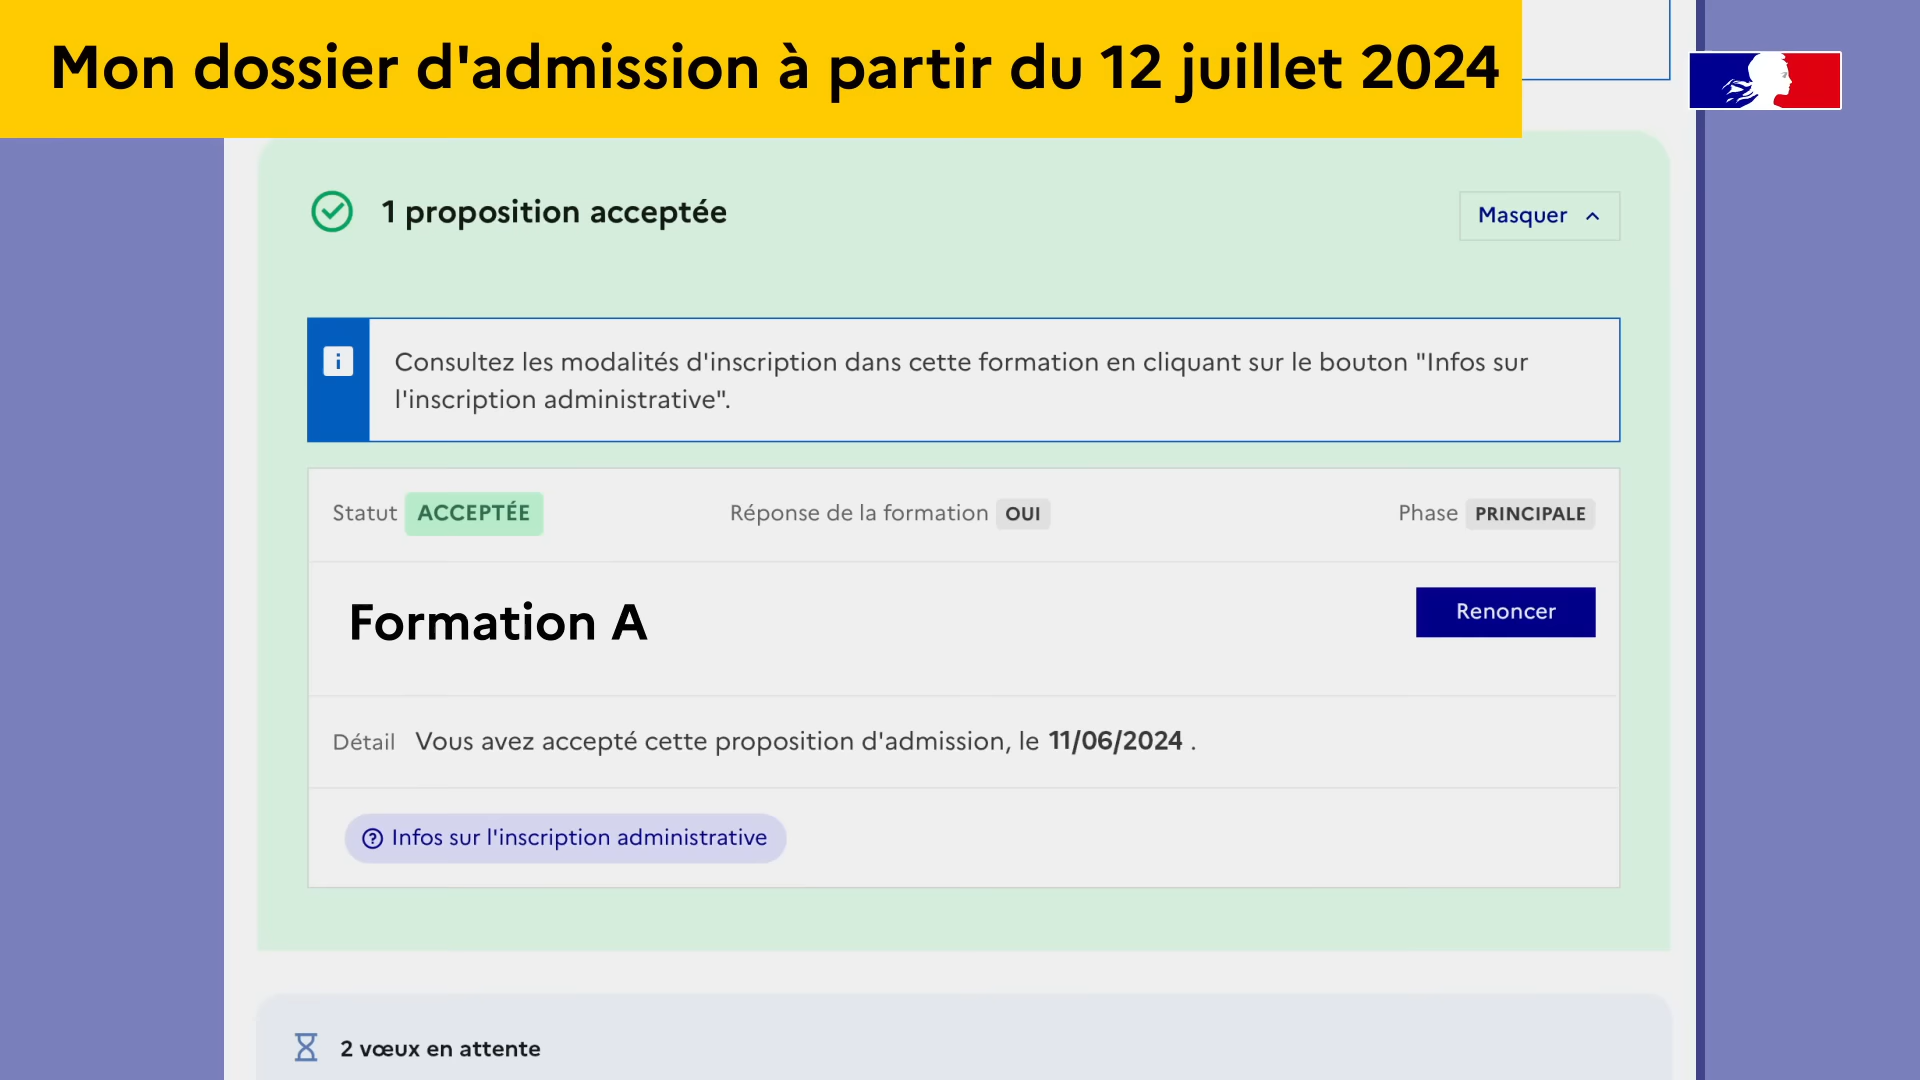 Mon dossier d'admission à partir du 12 juillet 2024
1 proposition acceptée
Masquer
Consultez les modalités d'inscription dans cette formation en cliquant sur le bouton "Infos sur
l'inscription administrative".
Statut ACCEPTÉE Réponse de la formation OUI Phase PRINCIPALE
Formation A
Renoncer
Détail Vous avez accepté cette proposition d'admission, le 11/06/2024 .
Infos sur l'inscription administrative
2 vœux en attente